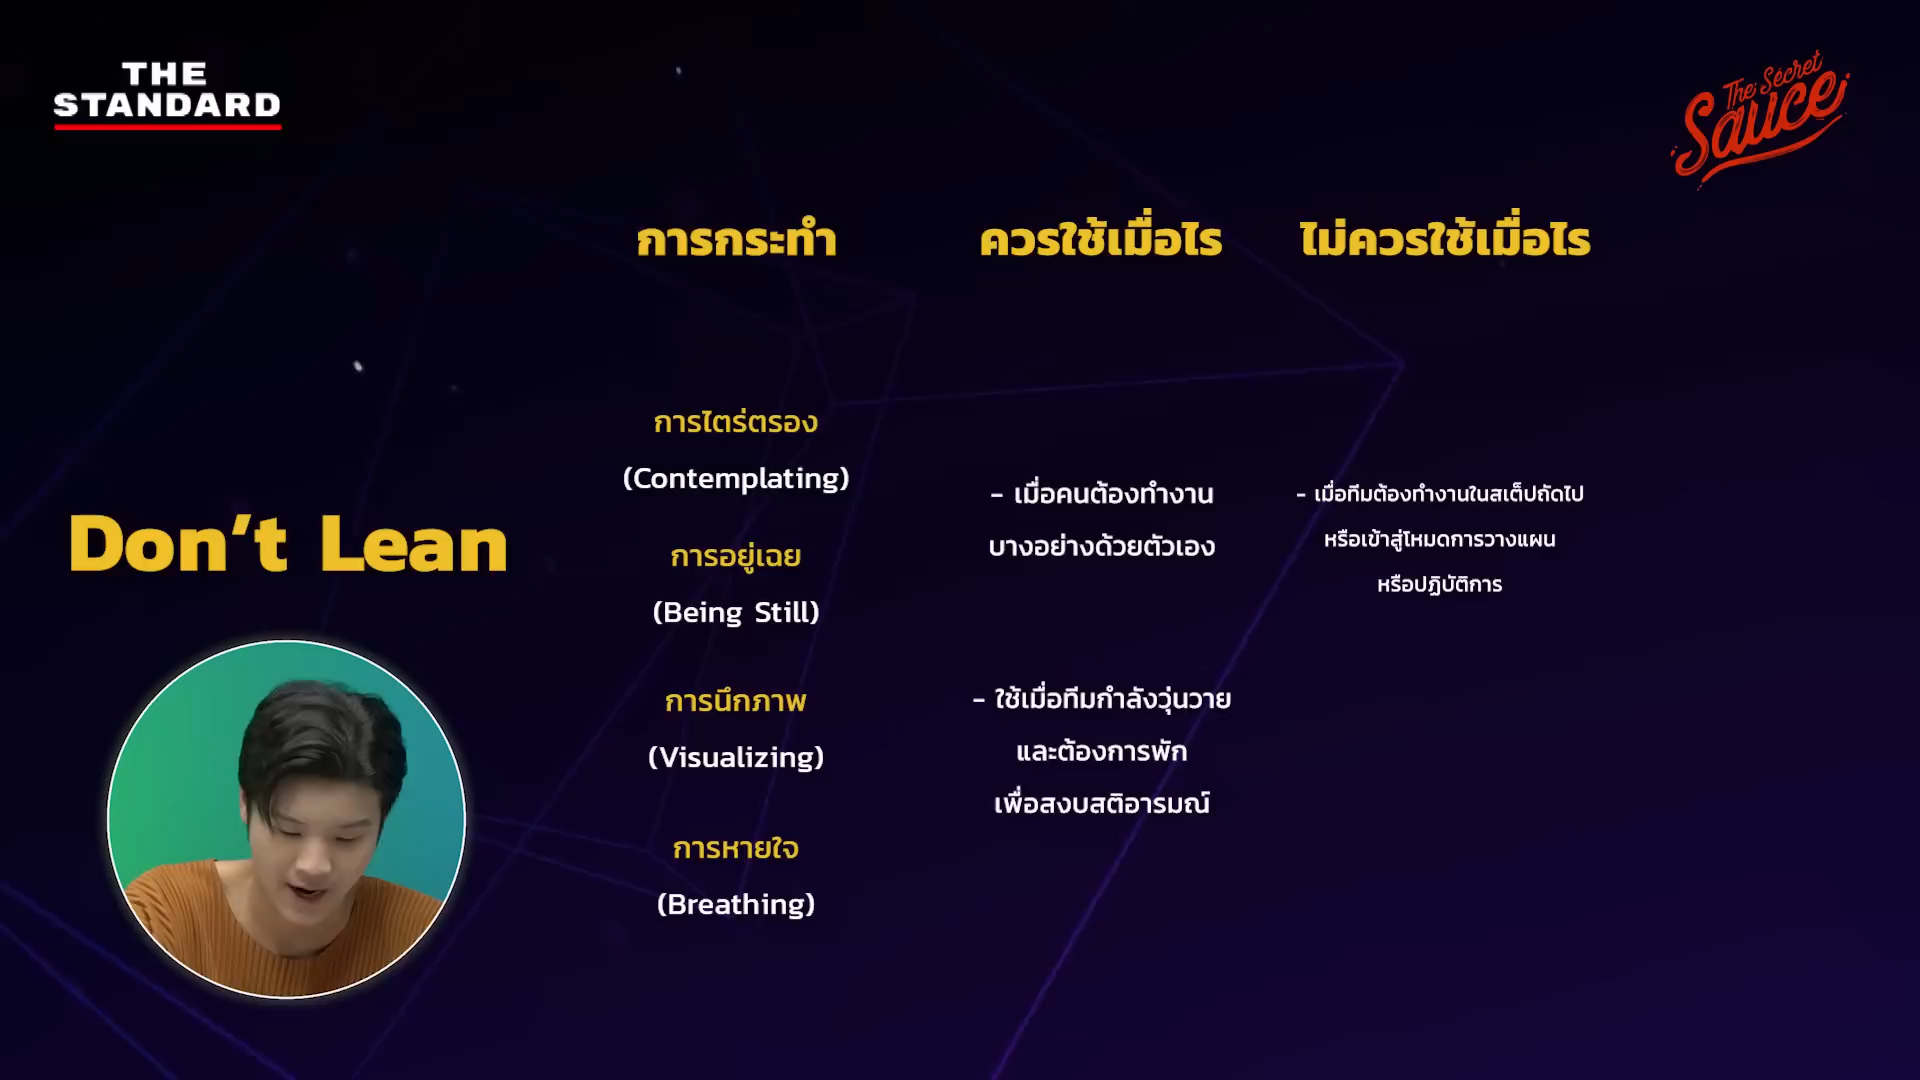 THE
STANDARD
The Secret
Sauce
การกระทำ
ควรใช้เมื่อไร
ไม่ควรใช้เมื่อไร
Don’t Lean
การไตร่ตรอง
(Contemplating)
การอยู่เฉย
(Being Still)
การนึกภาพ
(Visualizing)
การหายใจ
(Breathing)
- เมื่อคนต้องทำงาน
บางอย่างด้วยตัวเอง
- ใช้เมื่อทีมกำลังวุ่นวาย
และต้องการพัก
เพื่อสงบสติอารมณ์
- เมื่อทีมต้องทำงานในสเต็ปถัดไป
หรือเข้าสู่โหมดการวางแผน
หรือปฏิบัติการ